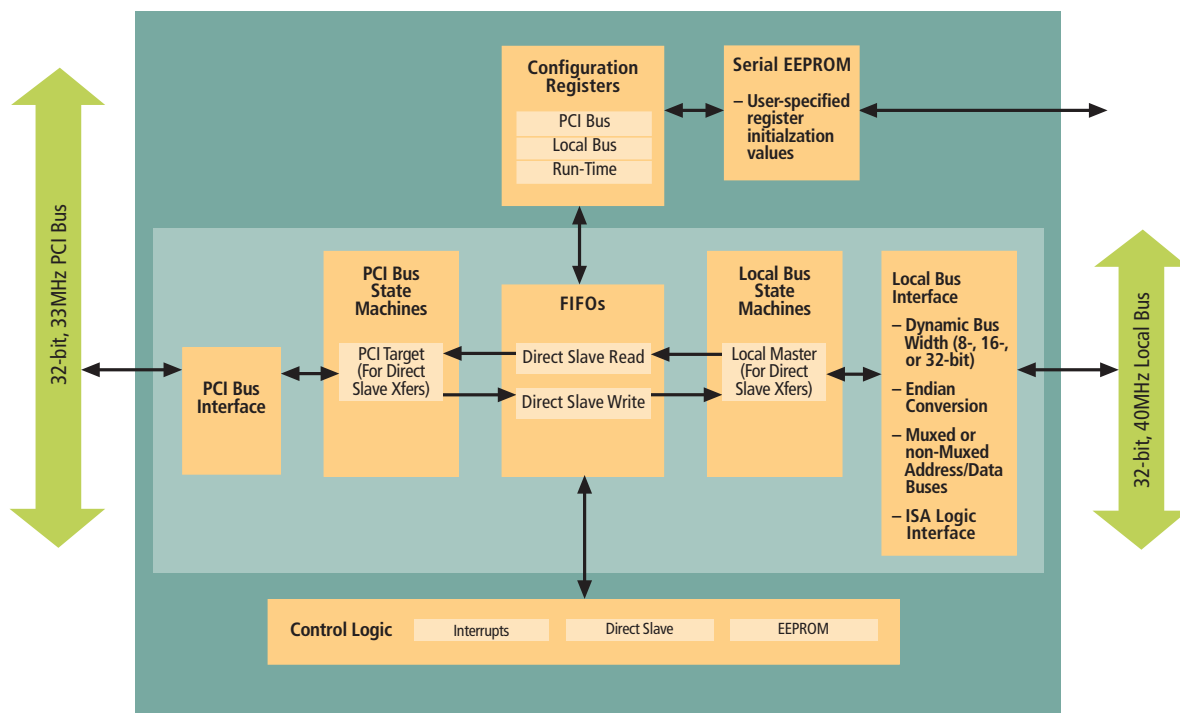 Configuration
Registers
PCI Bus
Local Bus
Run-Time
Serial EEPROM
– User-specified
register
initialzation
values
32-bit, 33MHz PCI Bus
PCI Bus
Interface
PCI Bus
State
Machines
PCI Target
(For Direct
Slave Xfers)
FIFOs
Direct Slave Read
Direct Slave Write
Local Bus
State
Machines
Local Master
(For Direct
Slave Xfers)
Local Bus
Interface
– Dynamic Bus
Width (8-, 16-,
or 32-bit)
– Endian
Conversion
– Muxed or
non-Muxed
Address/Data
Buses
– ISA Logic
Interface
32-bit, 40MHz Local Bus
Control Logic
Interrupts
Direct Slave
EEPROM